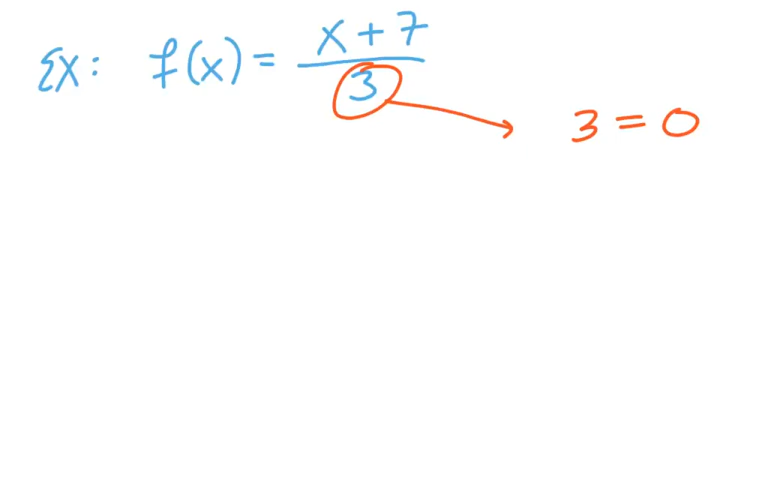 Ex: f(x) = x + 7 / 3
3 = 0